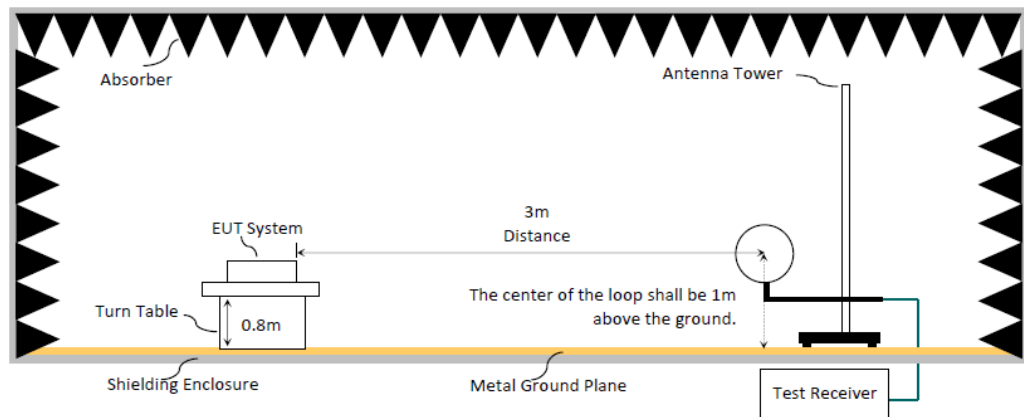 Absorber
Antenna Tower
3m
Distance
EUT System
The center of the loop shall be 1m
above the ground.
Turn Table
0.8m
Shielding Enclosure
Metal Ground Plane
Test Receiver